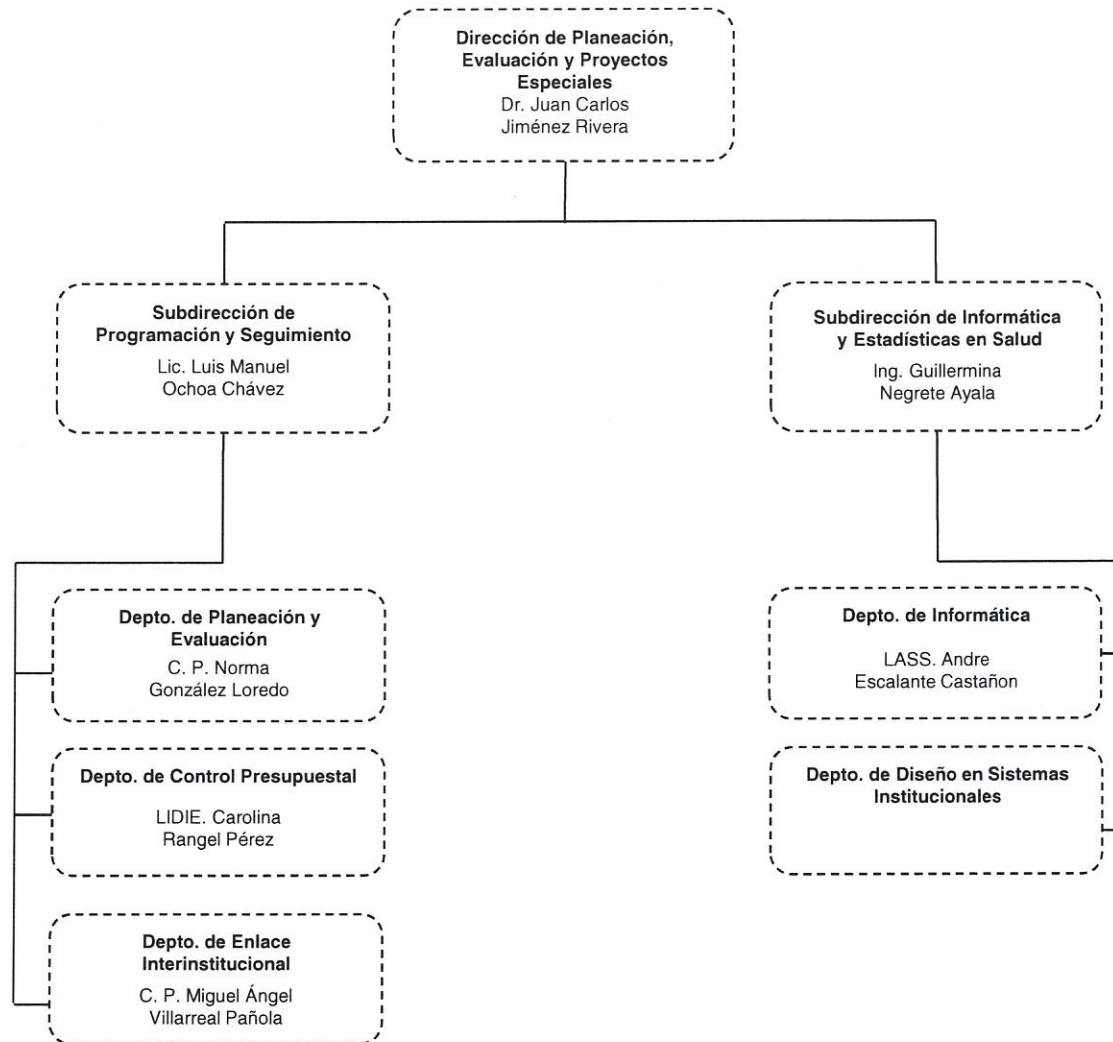 Dirección de Planeación,
Evaluación y Proyectos
Especiales
Dr. Juan Carlos
Jiménez Rivera
Subdirección de
Programación y Seguimiento
Lic. Luis Manuel
Ochoa Chávez
Subdirección de Informática
y Estadísticas en Salud
Ing. Guillermina
Negrete Ayala
Depto. de Planeación y
Evaluación
C. P. Norma
González Loredo
Depto. de Control Presupuestal
LIDIE. Carolina
Rangel Pérez
Depto. de Enlace
Interinstitucional
C. P. Miguel Ángel
Villarreal Pañola
Depto. de Informática
LASS. Andre
Escalante Castañon
Depto. de Diseño en Sistemas
Institucionales